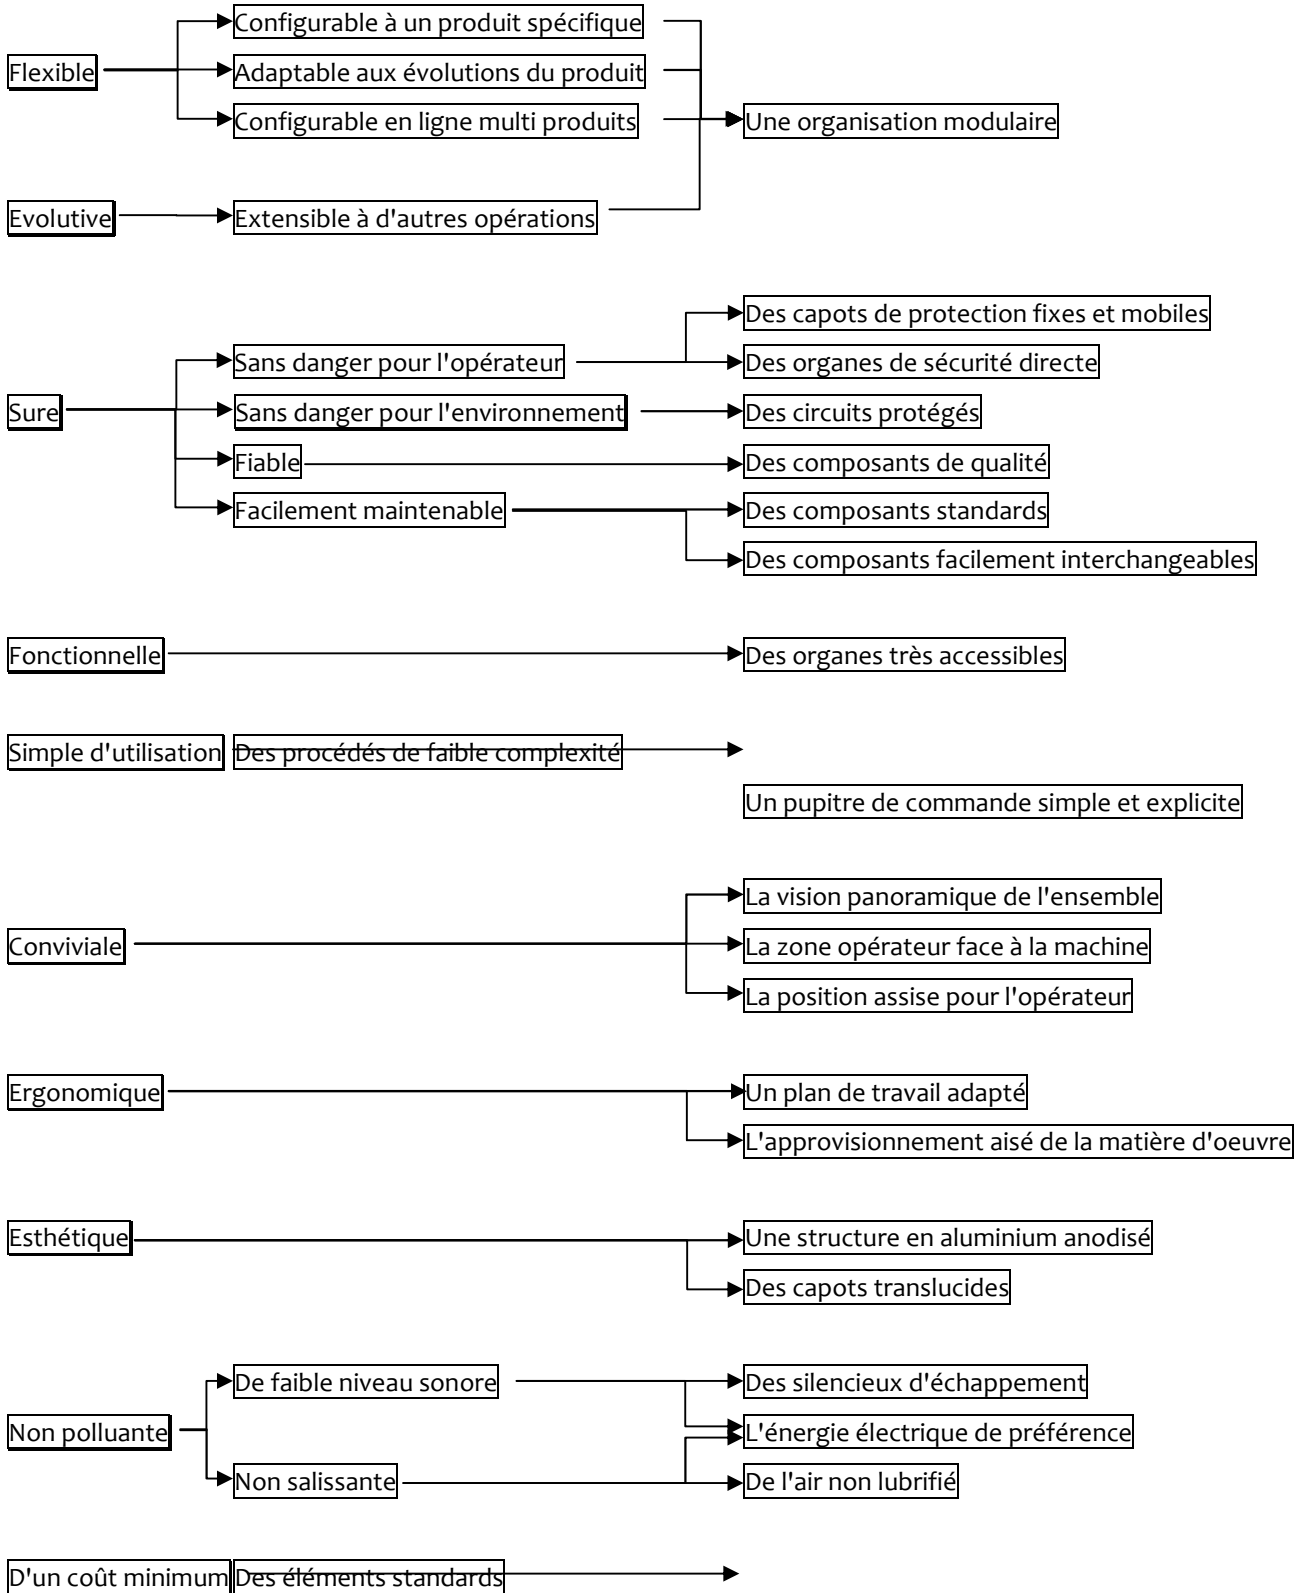 Configurable à un produit spécifique
Flexible Adaptable aux évolutions du produit
Configurable en ligne multi produits Une organisation modulaire
Evolutive Extensible à d'autres opérations
Des capots de protection fixes et mobiles
Sans danger pour l'opérateur Des organes de sécurité directe
Sure Sans danger pour l'environnement Des circuits protégés
Fiable Des composants de qualité
Facilement maintenable Des composants standards
Des composants facilement interchangeables
Fonctionnelle Des organes très accessibles
Simple d'utilisation Des procédés de faible complexité
Un pupitre de commande simple et explicite
La vision panoramique de l'ensemble
Conviviale La zone opérateur face à la machine
La position assise pour l'opérateur
Ergonomique Un plan de travail adapté
L'approvisionnement aisé de la matière d'oeuvre
Esthétique Une structure en aluminium anodisé
Des capots translucides
De faible niveau sonore Des silencieux d'échappement
Non polluante L'énergie électrique de préférence
Non salissante De l'air non lubrifié
D'un coût minimum Des éléments standards